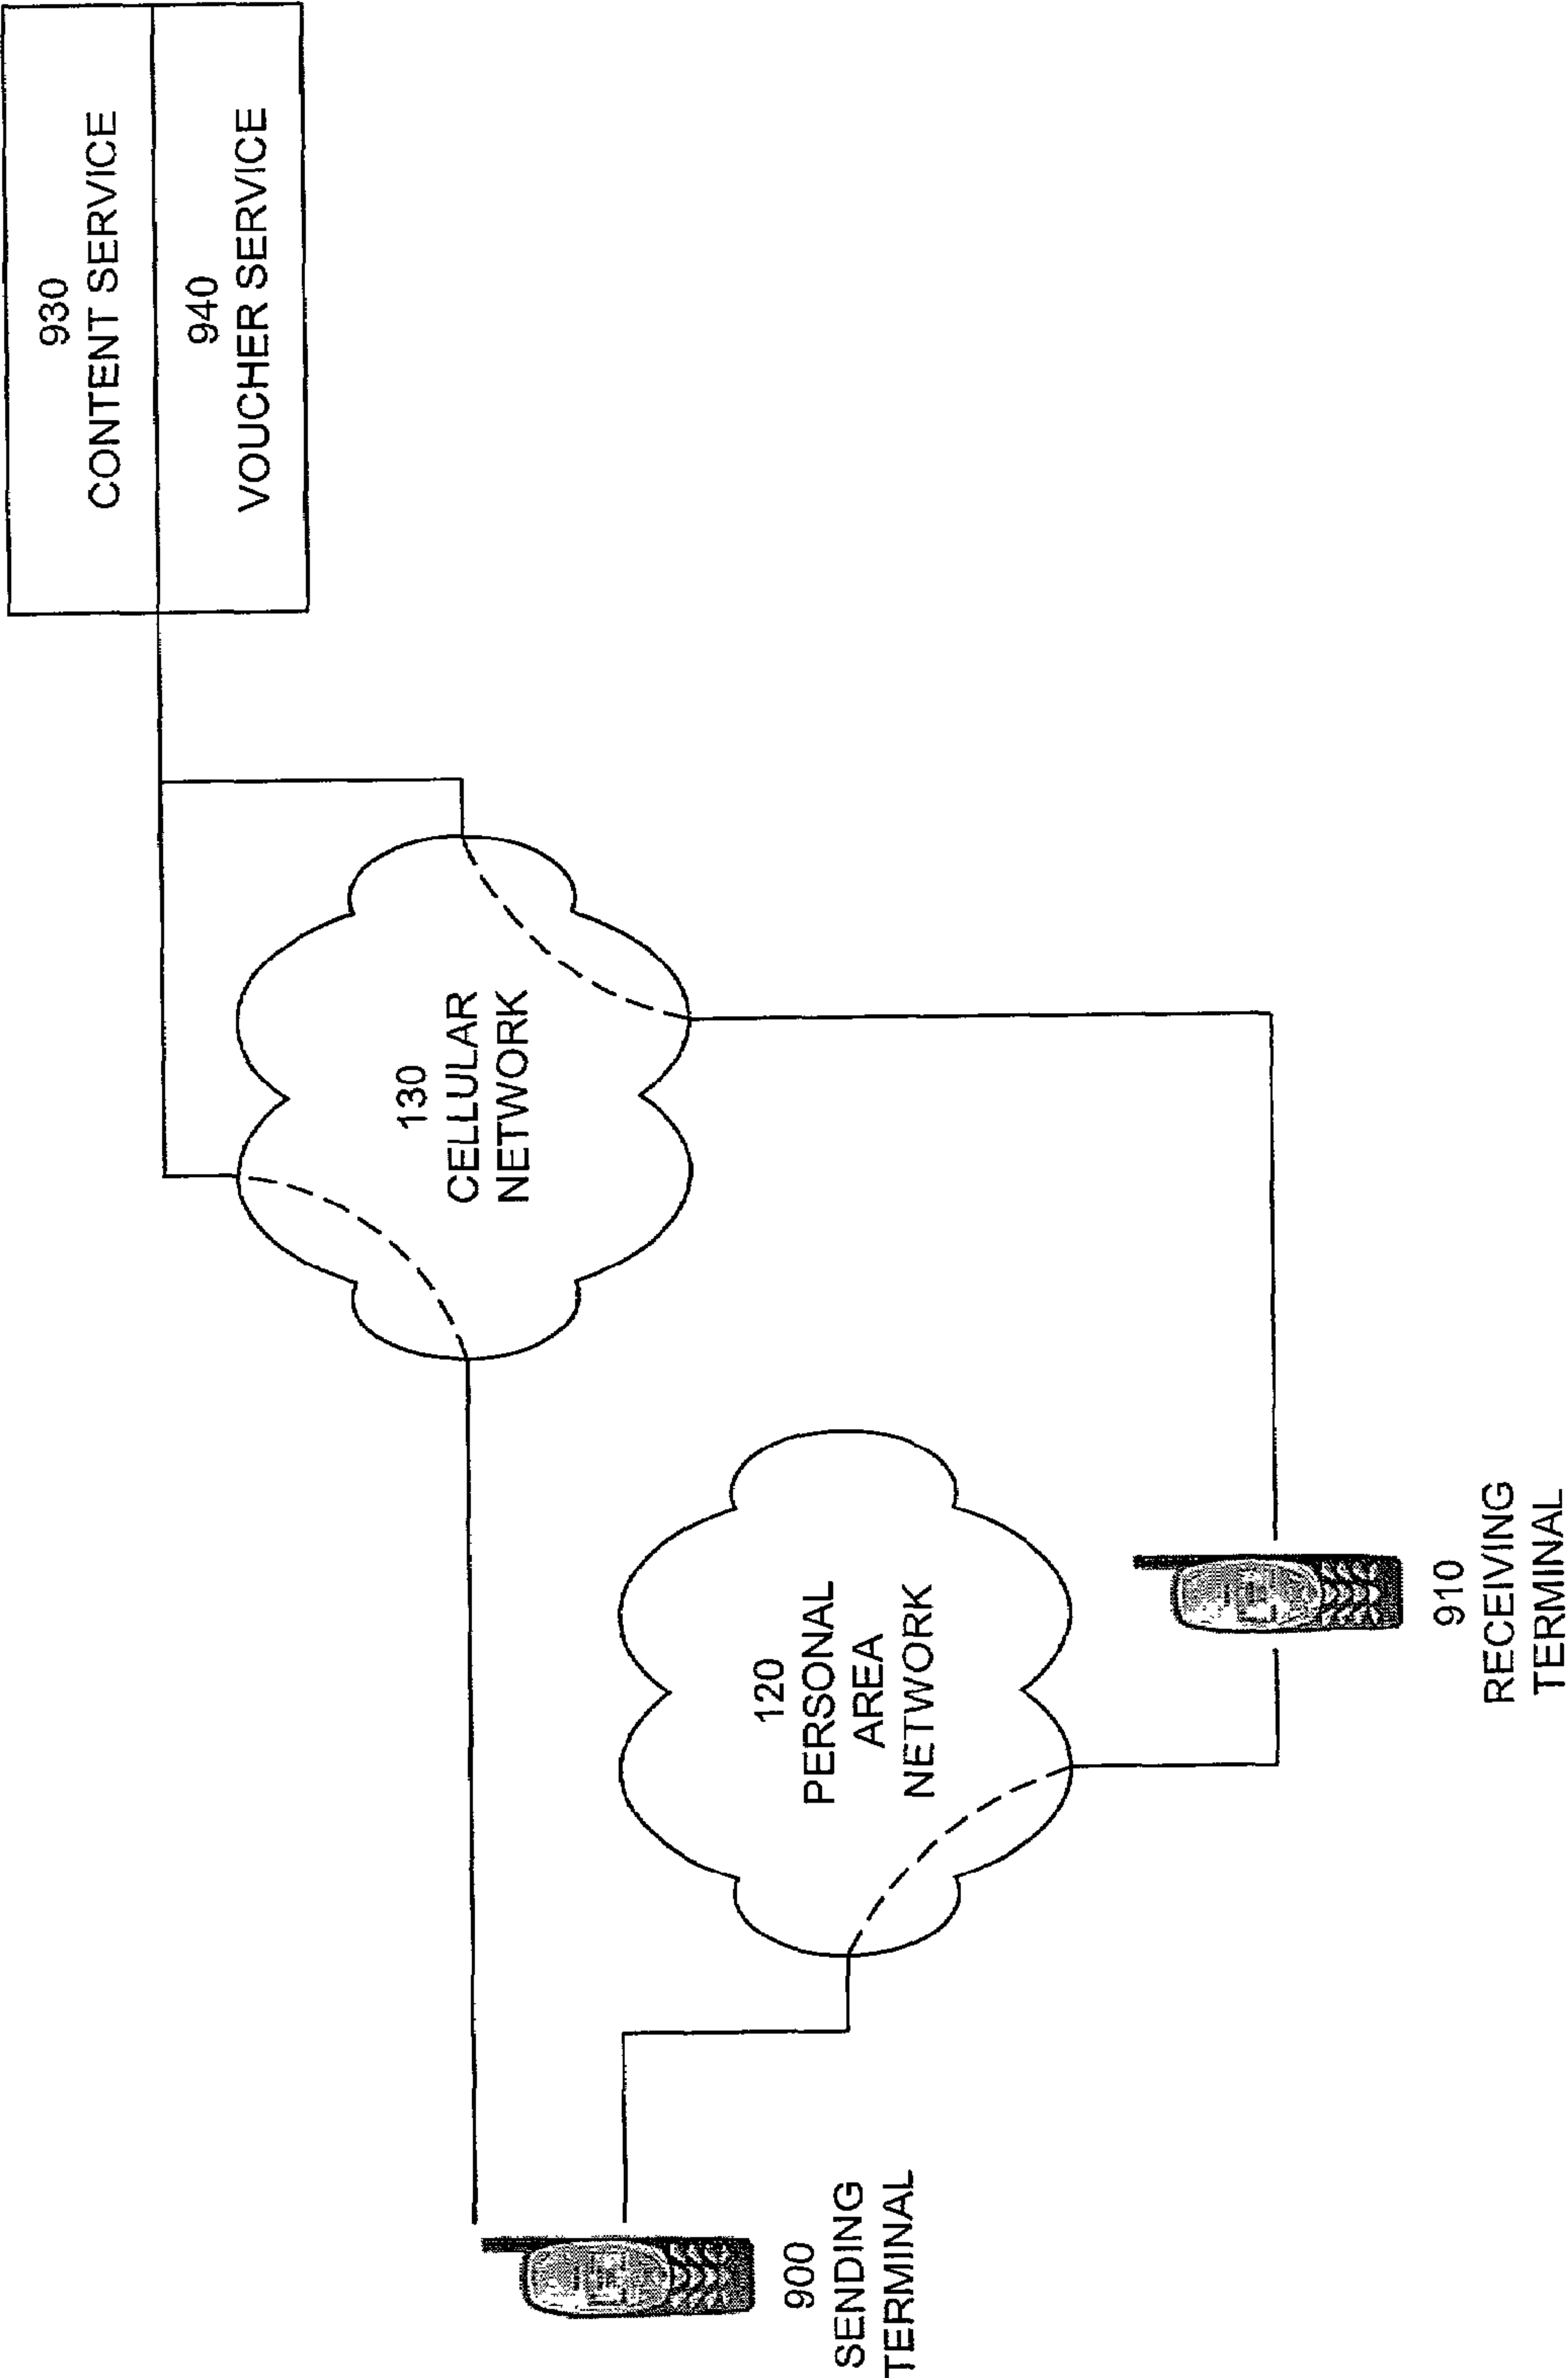 930
CONTENT SERVICE
940
VOUCHER SERVICE
130
CELLULAR
NETWORK
120
PERSONAL
AREA
NETWORK
900
SENDING
TERMINAL
910
RECEIVING
TERMINAL